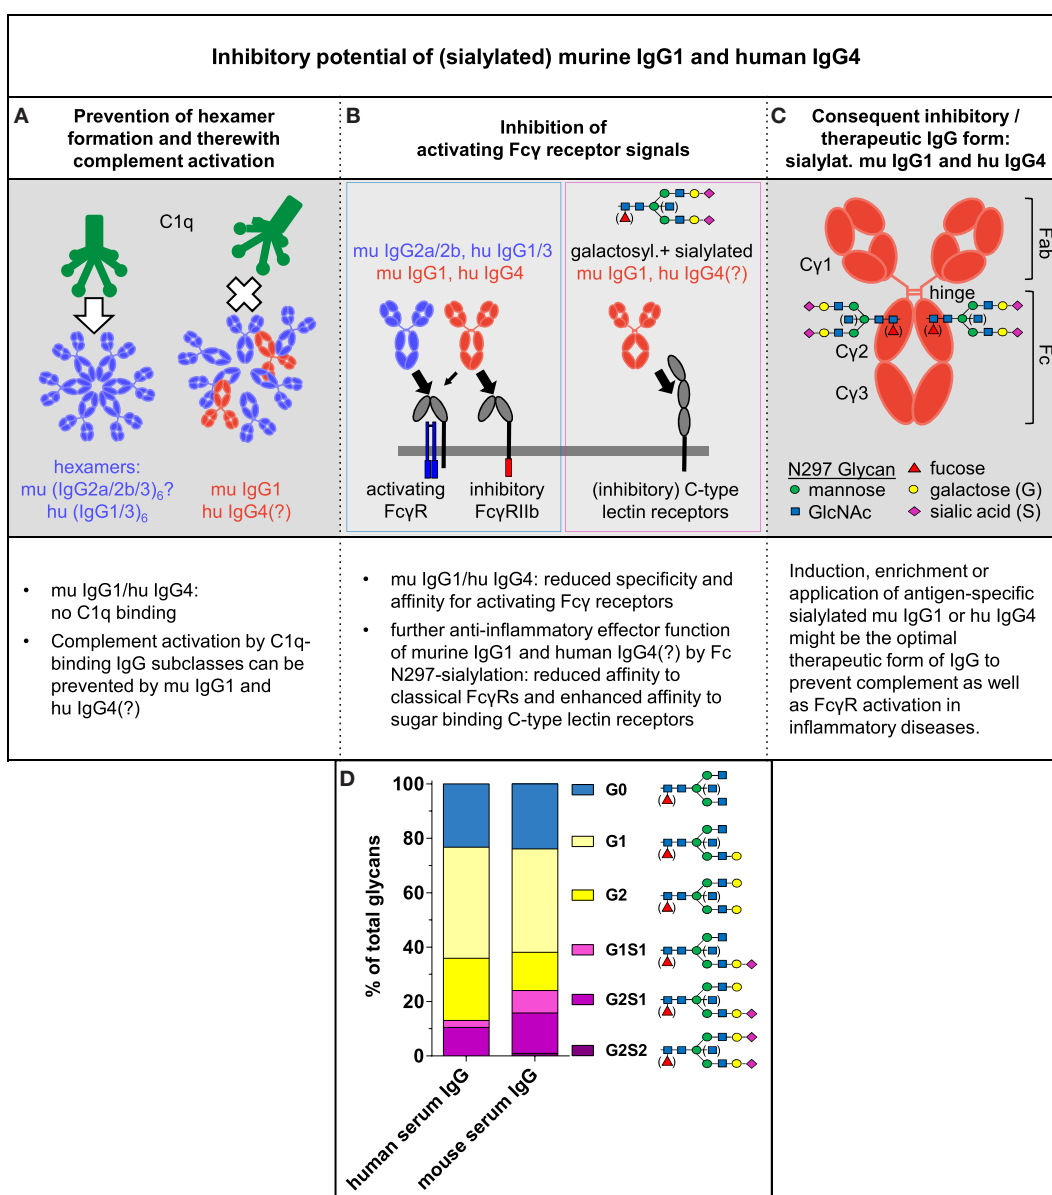 Inhibitory potential of (sialylated) murine IgG1 and human IgG4
A
Prevention of hexamer
formation and therewith
complement activation
B
Inhibition of
activating Fcγ receptor signals
C
Consequent inhibitory /
therapeutic IgG form:
sialylat. mu IgG1 and hu IgG4
C1q
hexamers:
mu (IgG2a/2b/3)6?
hu (IgG1/3)6
mu IgG1
hu IgG4(?)
mu IgG2a/2b, hu IgG1/3
mu IgG1, hu IgG4
activating
FcγR
inhibitory
FcγRIIb
( )
( )
galactosyl.+ sialylated
mu IgG1, hu IgG4(?)
(inhibitory) C-type
lectin receptors
Fab
Cγ1
hinge
( )
( )
( )
( )
Cγ2
Fc
Cγ3
N297 Glycan
fucose
mannose
galactose (G)
GlcNAc
sialic acid (S)
• mu IgG1/hu IgG4:
no C1q binding
• Complement activation by C1q-
binding IgG subclasses can be
prevented by mu IgG1 and
hu IgG4(?)
• mu IgG1/hu IgG4: reduced specificity and
affinity for activating Fcγ receptors
• further anti-inflammatory effector function
of murine IgG1 and human IgG4(?) by Fc
N297-sialylation: reduced affinity to
classical FcγRs and enhanced affinity to
sugar binding C-type lectin receptors
Induction, enrichment or
application of antigen-specific
sialylated mu IgG1 or hu IgG4
might be the optimal
therapeutic form of IgG to
prevent complement as well
as FcγR activation in
inflammatory diseases.
D
% of total glycans
100
80
60
40
20
0
human serum IgG
mouse serum IgG
G0
( )
( )
G1
( )
( )
G2
( )
( )
G1S1
( )
( )
G2S1
( )
( )
G2S2
( )
( )